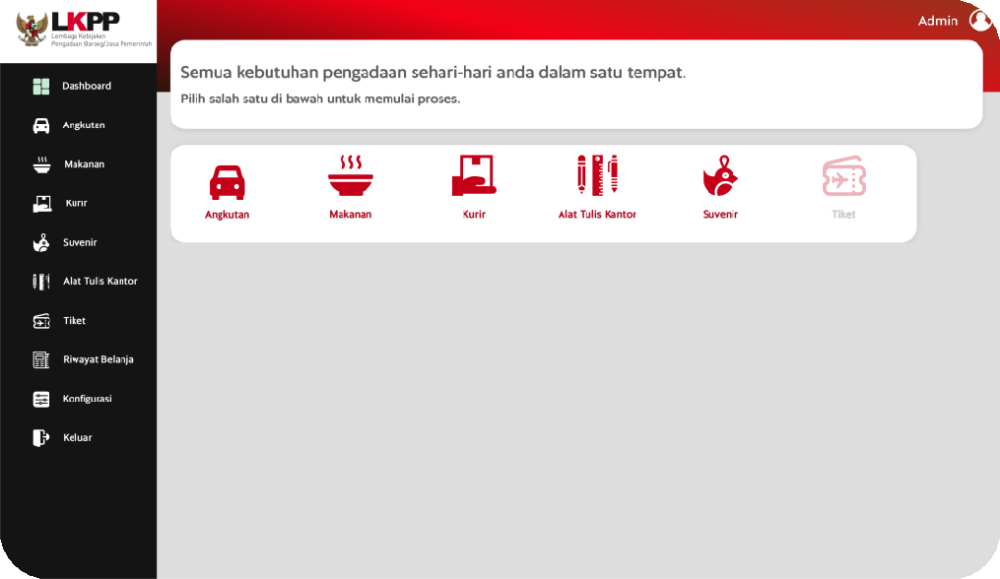 LKPP
Lembaga Kebijakan
Pengadaan Barang/Jasa Pemerintah
Admin
Dashboard
Angkutan
Makanan
Kurir
Suvenir
Alat Tulis Kantor
Tiket
Riwayat Belanja
Konfigurasi
Keluar
Semua kebutuhan pengadaan sehari-hari anda dalam satu tempat.
Pilih salah satu di bawah untuk memulai proses.
Angkutan
Makanan
Kurir
Alat Tulis Kantor
Suvenir
Tiket